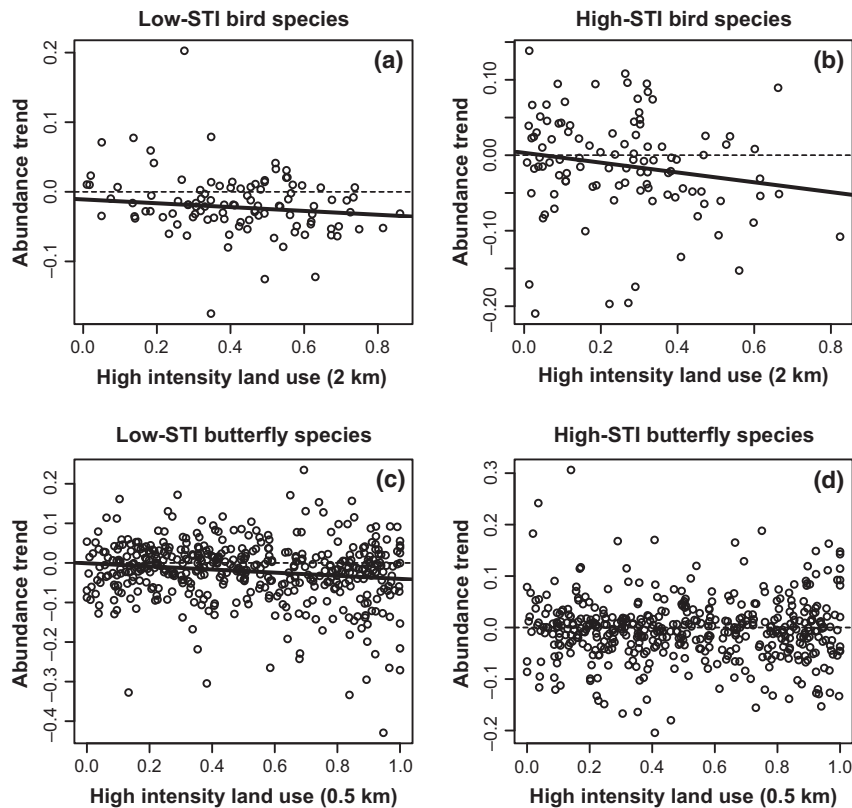 Low-STI bird species
(a)
Abundance trend
0.2
0.1
0.0
−0.1
0.0 0.2 0.4 0.6 0.8
High intensity land use (2 km)
High-STI bird species
(b)
Abundance trend
0.10
0.00
−0.10
−0.20
0.0 0.2 0.4 0.6 0.8
High intensity land use (2 km)
Low-STI butterfly species
(c)
Abundance trend
0.2
0.1
0.0
−0.1
−0.2
−0.3
−0.4
0.0 0.2 0.4 0.6 0.8 1.0
High intensity land use (0.5 km)
High-STI butterfly species
(d)
Abundance trend
0.3
0.2
0.1
0.0
−0.1
−0.2
0.0 0.2 0.4 0.6 0.8 1.0
High intensity land use (0.5 km)